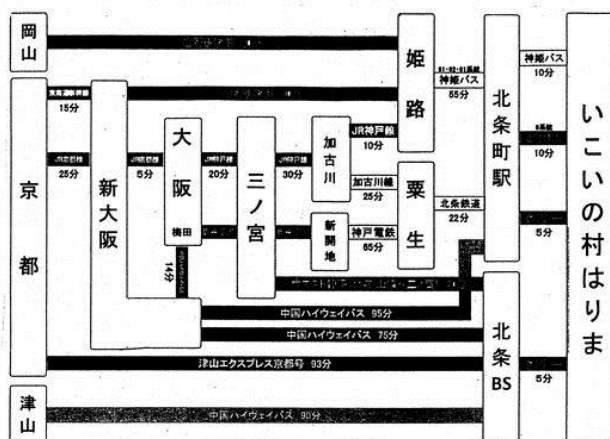 岡山
京都
津山
新大阪
15分
JR京都線
25分
JR京都線
5分
大阪
梅田
14分
JR神戸線
20分
三ノ宮
JR神戸線
30分
加古川
新開地
JR神戸線
10分
加古川線
25分
神戸電鉄
65分
姫路
粟生
神姫バス
55分
北条鉄道
22分
北条町駅
北条BS
神姫バス
10分
10分
5分
5分
いこいの村はりま
中国ハイウェイバス 95分
中国ハイウェイバス 75分
津山エクスプレス京都号 93分
中国ハイウェイバス 90分